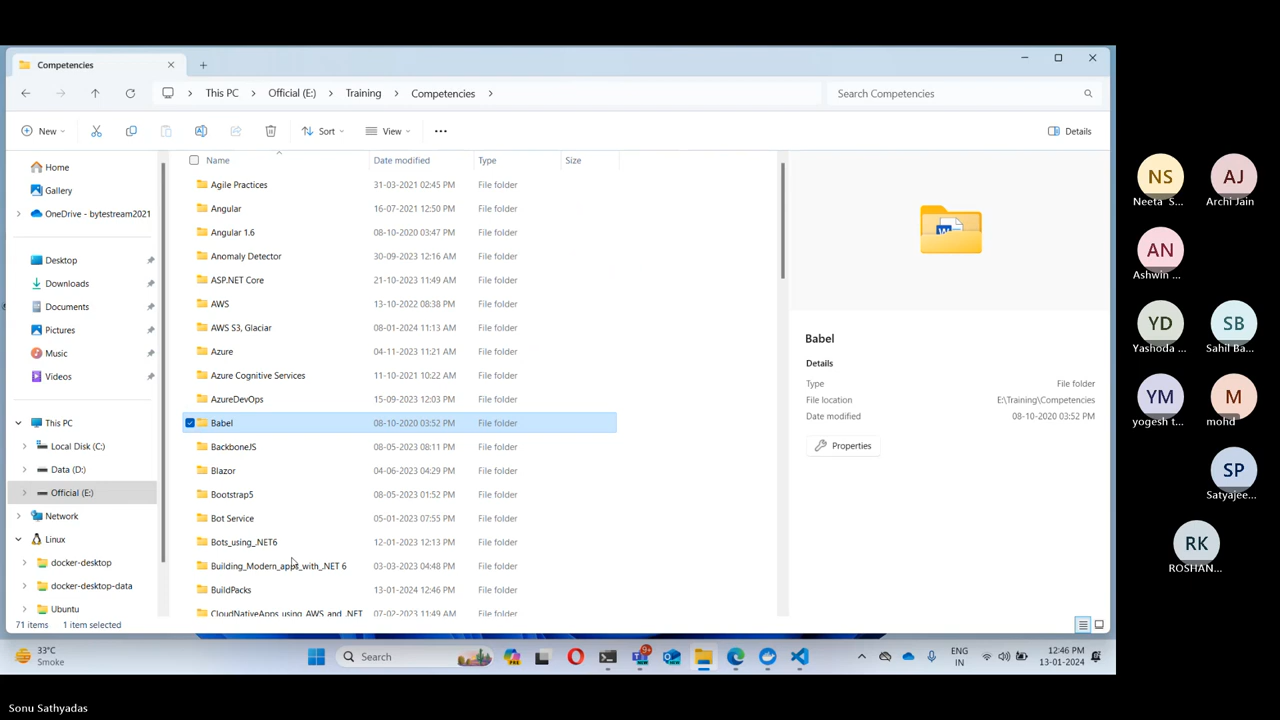 Competencies
This PC > Official (E:) > Training > Competencies >
Search Competencies
New
Sort
View
Details
Home
Gallery
OneDrive - bytestream2021
Desktop
Downloads
Documents
Pictures
Music
Videos
This PC
Local Disk (C:)
Data (D:)
Official (E:)
Network
Linux
docker-desktop
docker-desktop-data
Ubuntu
Name Date modified Type Size
Agile Practices 31-03-2021 02:45 PM File folder
Angular 16-07-2021 12:50 PM File folder
Angular 1.6 08-10-2020 03:47 PM File folder
Anomaly Detector 30-09-2023 12:16 AM File folder
ASP.NET Core 21-10-2023 11:49 AM File folder
AWS 13-10-2022 08:38 PM File folder
AWS S3, Glaciar 08-01-2024 11:13 AM File folder
Azure 04-11-2023 11:21 AM File folder
Azure Cognitive Services 11-10-2021 10:22 AM File folder
AzureDevOps 15-09-2023 12:03 PM File folder
Babel 08-10-2020 03:52 PM File folder
BackboneJS 08-05-2023 08:11 PM File folder
Blazor 04-06-2023 04:29 PM File folder
Bootstrap5 08-05-2023 01:52 PM File folder
Bot Service 05-01-2023 07:55 PM File folder
Bots_using_.NET6 12-01-2023 12:13 PM File folder
Building_Modern_apps_with_.NET 6 03-03-2023 04:48 PM File folder
BuildPacks 13-01-2024 12:46 PM File folder
CloudNativeApps_using_AWS_and_.NET 07-02-2023 11:49 AM File folder
Babel
Details
Type File folder
File location E:\Training\Competencies
Date modified 08-10-2020 03:52 PM
Properties
71 items 1 item selected
33°C
Smoke
Search
PRE
9+
ENG
IN
12:46 PM
13-01-2024
NS
Neeta S...
AJ
Archi Jain
AN
Ashwin ...
YD
Yashoda ...
SB
Sahil Ba...
YM
yogesh t...
M
mohd
SP
Satyajee...
RK
ROSHAN...
Sonu Sathyadas